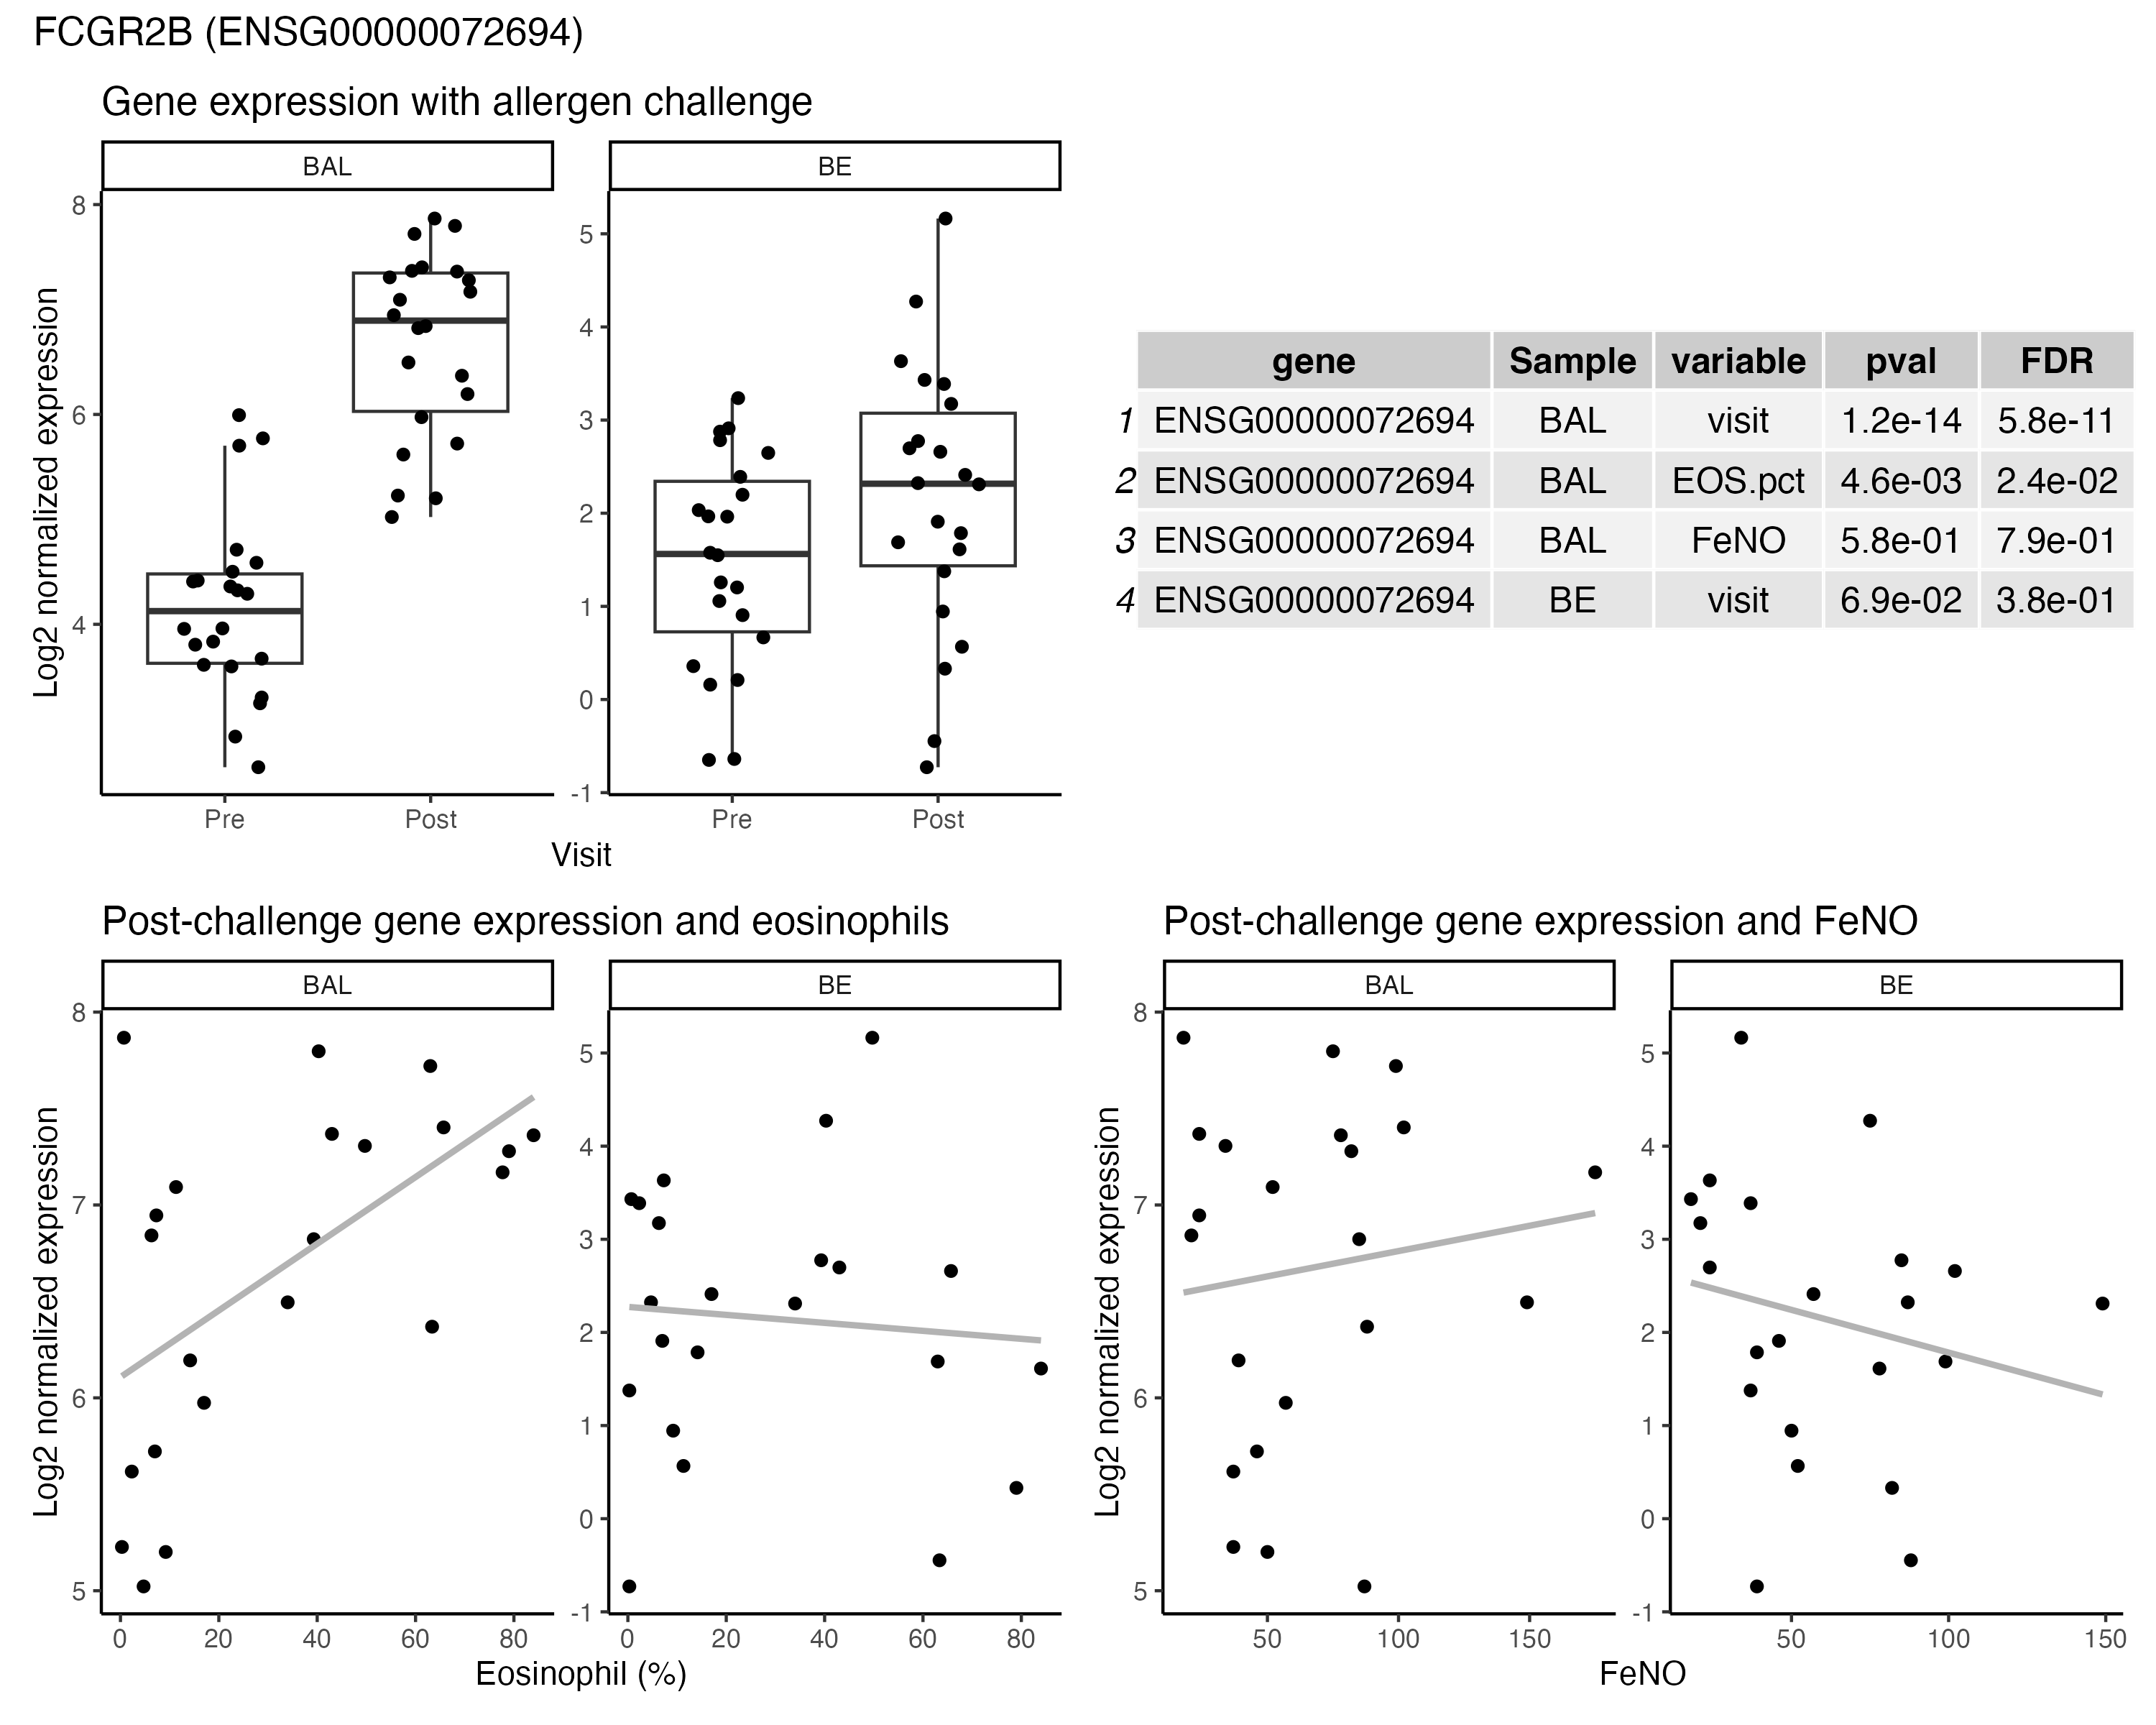 FCGR2B (ENSG00000072694)
Gene expression with allergen challenge
BAL
BE
Log2 normalized expression
8
6
4
5
4
3
2
1
0
-1
Pre
Post
Pre
Post
Visit
gene Sample variable pval FDR
1 ENSG00000072694 BAL visit 1.2e-14 5.8e-11
2 ENSG00000072694 BAL EOS.pct 4.6e-03 2.4e-02
3 ENSG00000072694 BAL FeNO 5.8e-01 7.9e-01
4 ENSG00000072694 BE visit 6.9e-02 3.8e-01
Post-challenge gene expression and eosinophils
BAL
BE
Log2 normalized expression
8
7
6
5
5
4
3
2
1
0
-1
0 20 40 60 80
0 20 40 60 80
Eosinophil (%)
Post-challenge gene expression and FeNO
BAL
BE
Log2 normalized expression
8
7
6
5
5
4
3
2
1
0
-1
50 100 150
50 100 150
FeNO